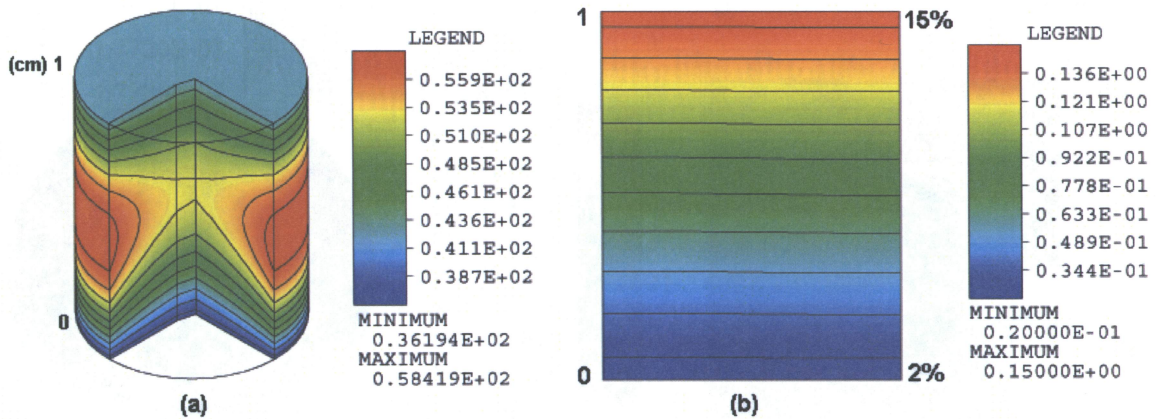 (cm) 1
0
LEGEND
0.559E+02
0.535E+02
0.510E+02
0.485E+02
0.461E+02
0.436E+02
0.411E+02
0.387E+02
MINIMUM
0.36194E+02
MAXIMUM
0.58419E+02
(a)
1
15%
0
2%
LEGEND
0.136E+00
0.121E+00
0.107E+00
0.922E-01
0.778E-01
0.633E-01
0.489E-01
0.344E-01
MINIMUM
0.20000E-01
MAXIMUM
0.15000E+00
(b)